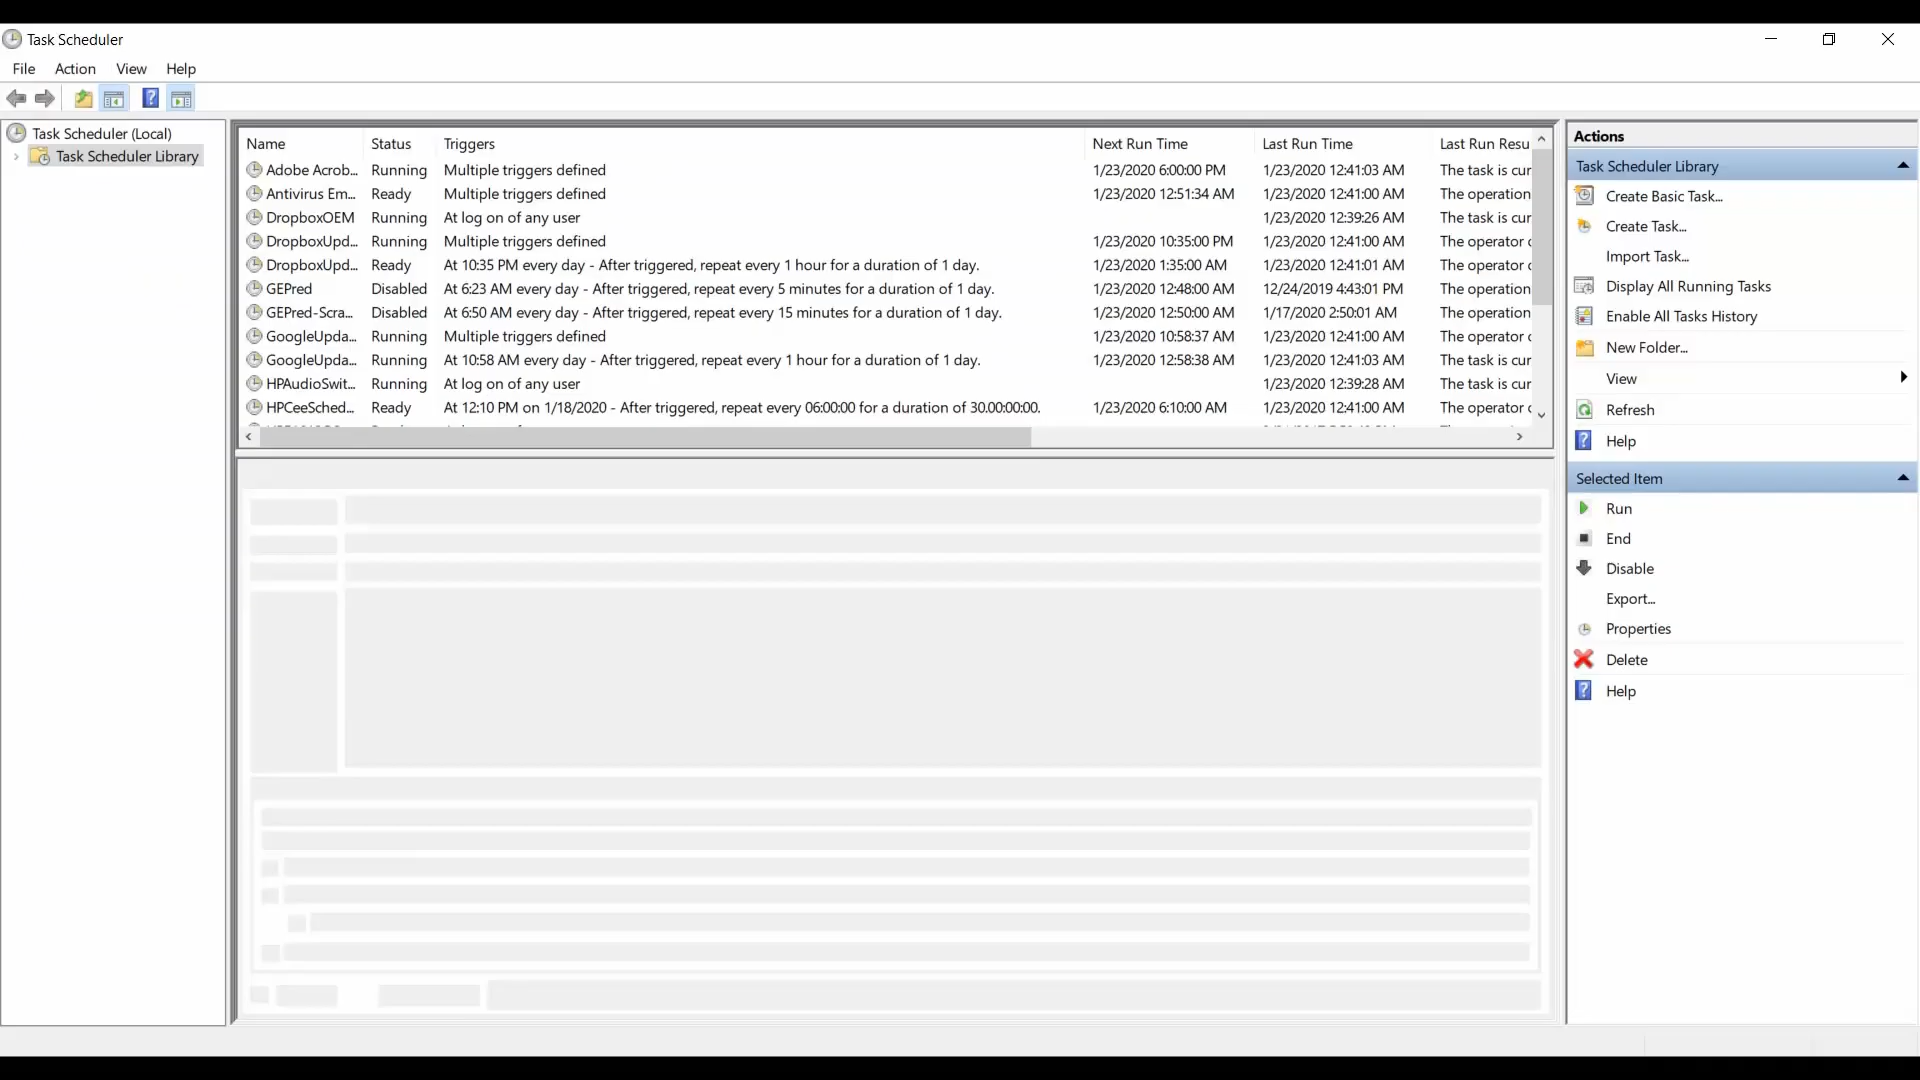 Task Scheduler
File Action View Help
Task Scheduler (Local)
Task Scheduler Library
Name Status Triggers Next Run Time Last Run Time Last Run Resu
Adobe Acrob... Running Multiple triggers defined 1/23/2020 6:00:00 PM 1/23/2020 12:41:03 AM The task is cur
Antivirus Em... Ready Multiple triggers defined 1/23/2020 12:51:34 AM 1/23/2020 12:41:00 AM The operation
DropboxOEM Running At log on of any user 1/23/2020 12:39:26 AM The task is cur
DropboxUpd... Running Multiple triggers defined 1/23/2020 10:35:00 PM 1/23/2020 12:41:00 AM The operator
DropboxUpd... Ready At 10:35 PM every day - After triggered, repeat every 1 hour for a duration of 1 day. 1/23/2020 1:35:00 AM 1/23/2020 12:41:01 AM The operator
GEPred Disabled At 6:23 AM every day - After triggered, repeat every 5 minutes for a duration of 1 day. 1/23/2020 12:48:00 AM 12/24/2019 4:43:01 PM The operation
GEPred-Scra... Disabled At 6:50 AM every day - After triggered, repeat every 15 minutes for a duration of 1 day. 1/23/2020 12:50:00 AM 1/17/2020 2:50:01 AM The operation
GoogleUpda... Running Multiple triggers defined 1/23/2020 10:58:37 AM 1/23/2020 12:41:00 AM The operator
GoogleUpda... Running At 10:58 AM every day - After triggered, repeat every 1 hour for a duration of 1 day. 1/23/2020 12:58:38 AM 1/23/2020 12:41:03 AM The task is cur
HPAudioSwit... Running At log on of any user 1/23/2020 12:39:28 AM The task is cur
HPCeeSched... Ready At 12:10 PM on 1/18/2020 - After triggered, repeat every 06:00:00 for a duration of 30.00:00:00. 1/23/2020 6:10:00 AM 1/23/2020 12:41:00 AM The operator
Actions
Task Scheduler Library
Create Basic Task...
Create Task...
Import Task...
Display All Running Tasks
Enable All Tasks History
New Folder...
View
Refresh
Help
Selected Item
Run
End
Disable
Export...
Properties
Delete
Help